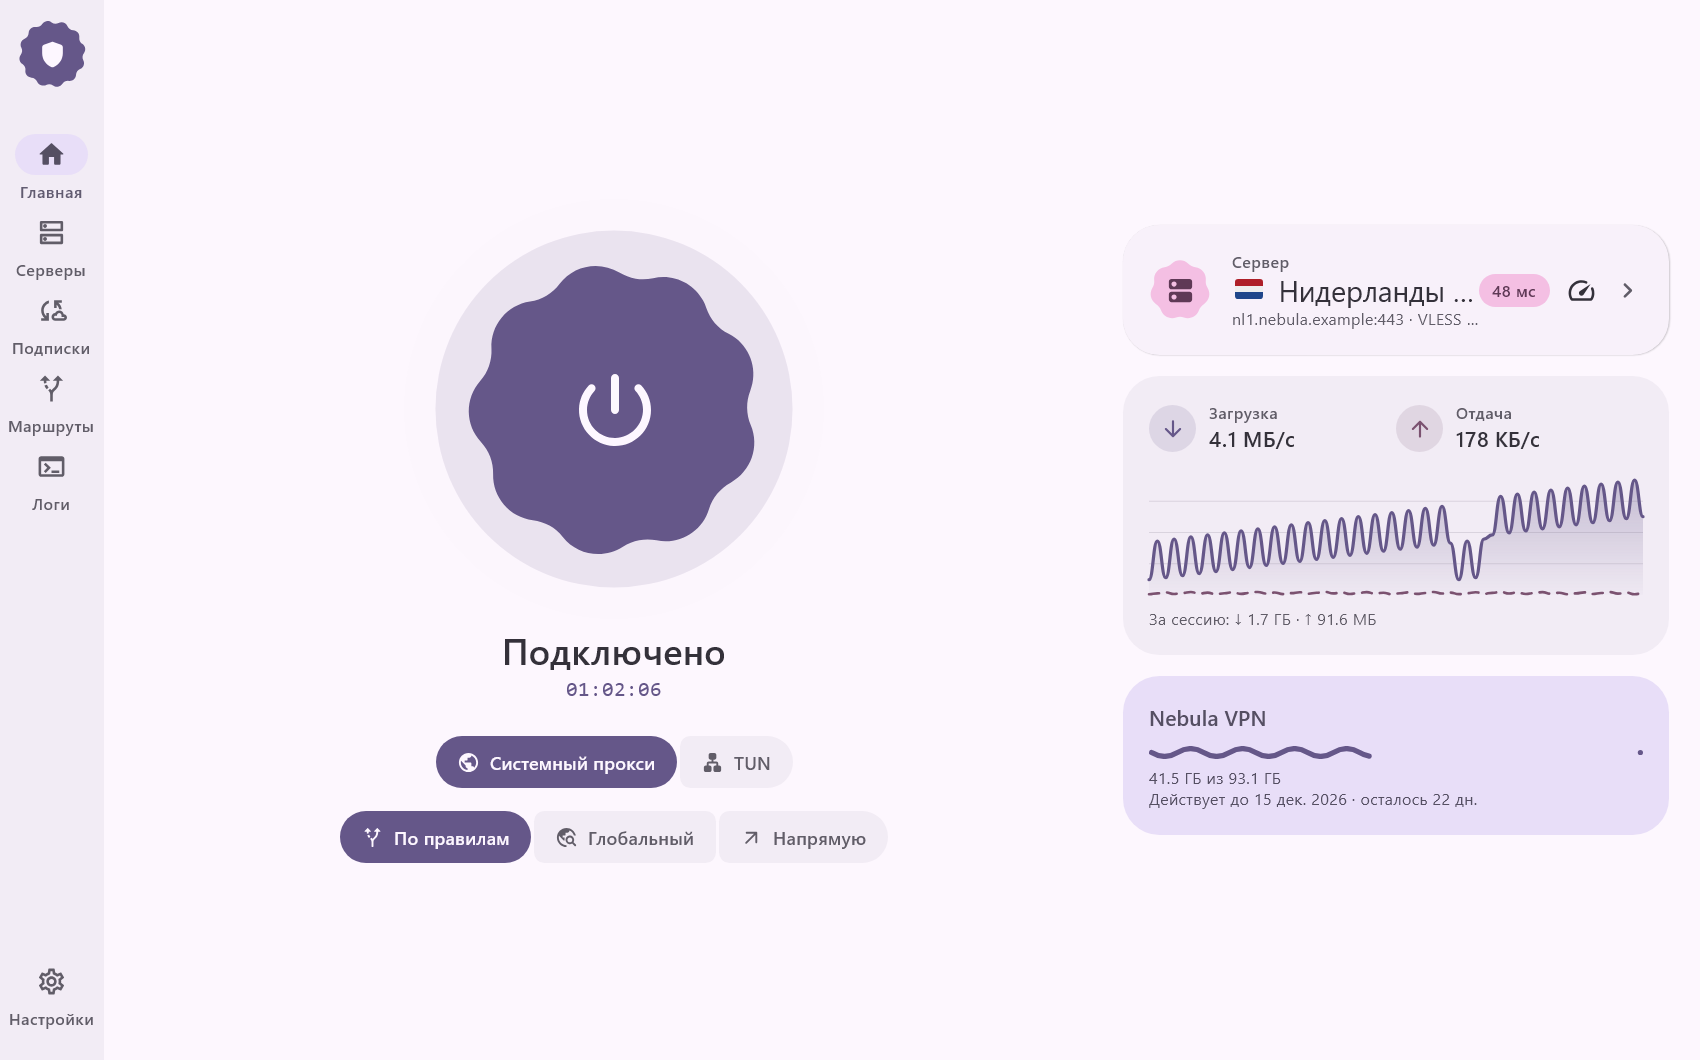 Главная
Серверы
Подписки
Маршруты
Логи
Настройки
Подключено
01:02:06
Системный прокси
TUN
По правилам
Глобальный
Напрямую
Сервер
Нидерланды ...
48 мс
nl1.nebula.example:443 · VLESS ...
Загрузка
4.1 МБ/с
Отдача
178 КБ/с
За сессию: ↓ 1.7 ГБ · ↑ 91.6 МБ
Nebula VPN
41.5 ГБ из 93.1 ГБ
Действует до 15 дек. 2026 · осталось 22 дн.